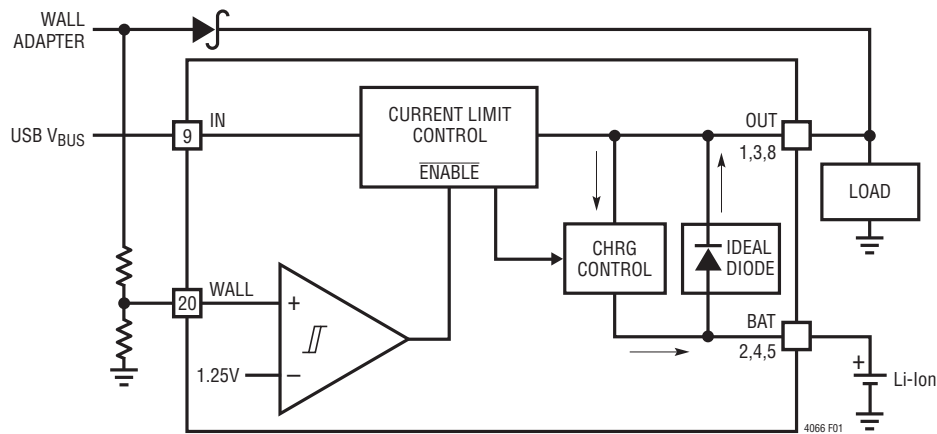 WALL
ADAPTER
USB VBUS
9
IN
CURRENT LIMIT
CONTROL
ENABLE
OUT
1,3,8
LOAD
CHRG
CONTROL
IDEAL
DIODE
20
WALL
+
–
1.25V
BAT
2,4,5
+
Li-Ion
4066 F01